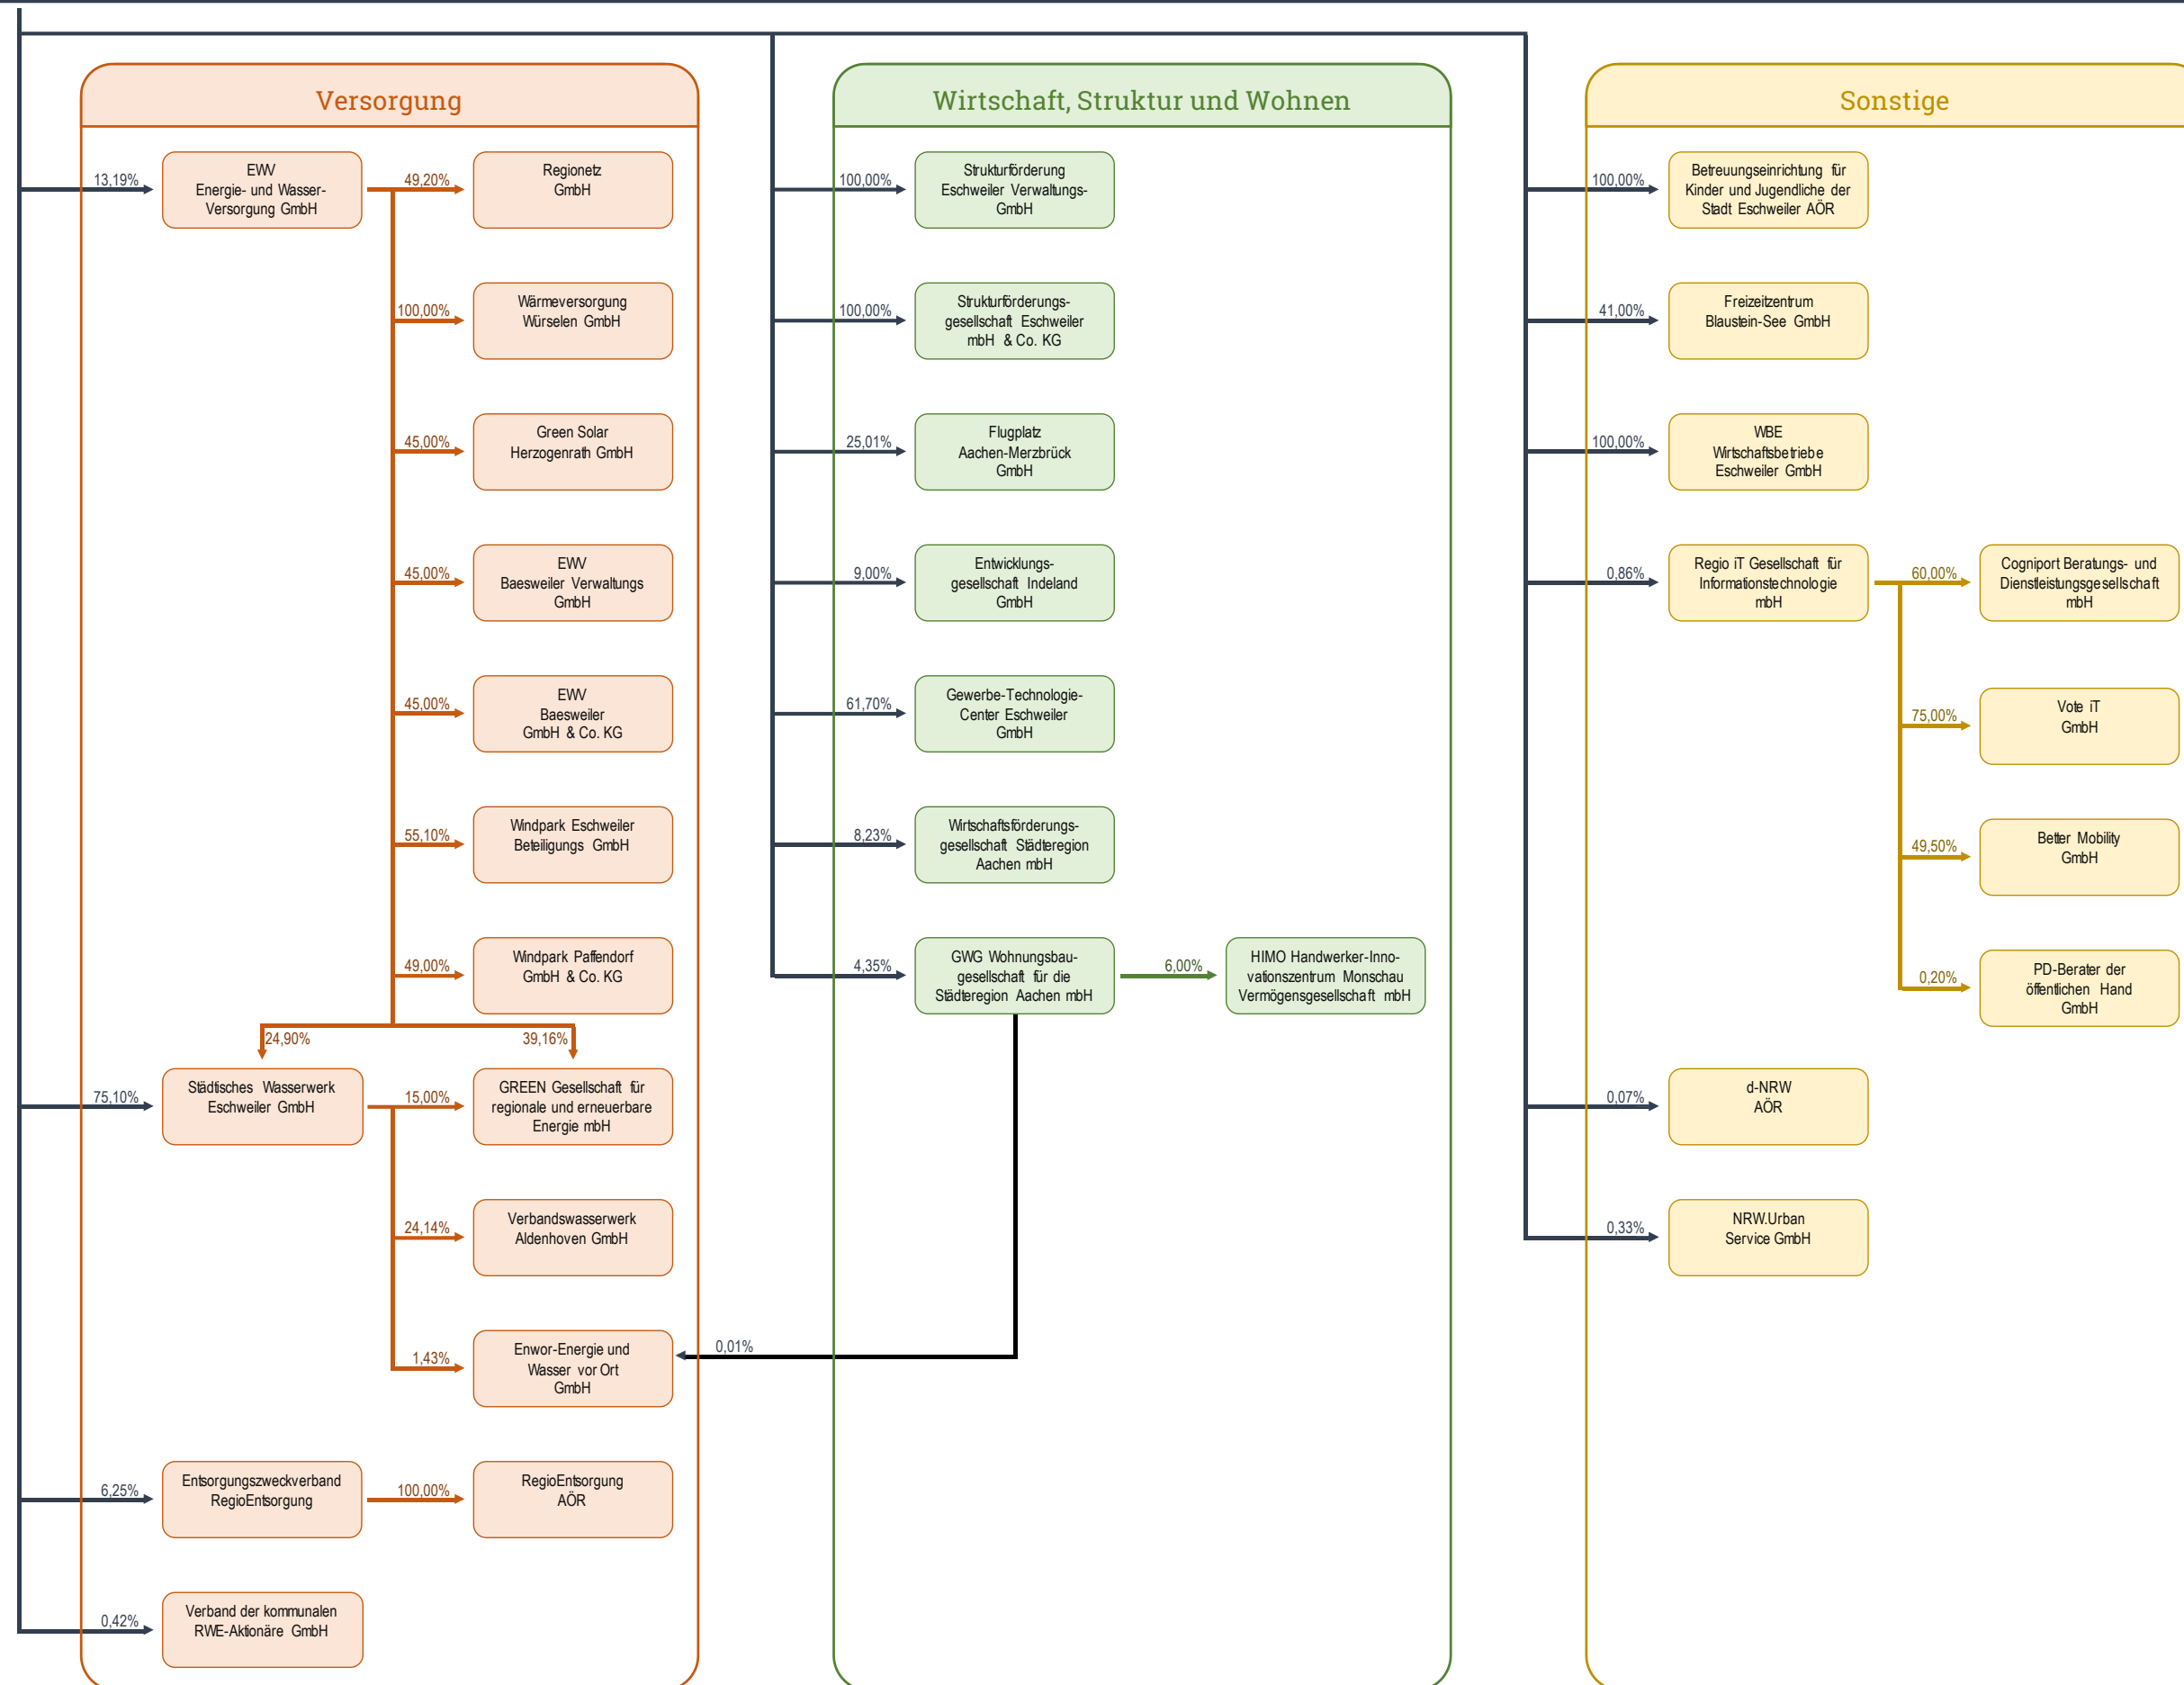 Versorgung
13,19%
EWV
Energie- und Wasser-
Versorgung GmbH
49,20%
Regionetz
GmbH
100,00%
Wärmeversorgung
Würselen GmbH
45,00%
Green Solar
Herzogenrath GmbH
45,00%
EWV
Baesweiler Verwaltungs
GmbH
45,00%
EWV
Baesweiler
GmbH & Co. KG
55,10%
Windpark Eschweiler
Beteiligungs GmbH
49,00%
Windpark Paffendorf
GmbH & Co. KG
24,90%
39,16%
75,10%
Städtisches Wasserwerk
Eschweiler GmbH
15,00%
GREEN Gesellschaft für
regionale und erneuerbare
Energie mbH
24,14%
Verbandswasserwerk
Aldenhoven GmbH
1,43%
Enwor-Energie und
Wasser vor Ort
GmbH
0,01%
6,25%
Entsorgungszweckverband
RegioEntsorgung
100,00%
RegioEntsorgung
AÖR
0,42%
Verband der kommunalen
RWE-Aktionäre GmbH
Wirtschaft, Struktur und Wohnen
100,00%
Strukturförderung
Eschweiler Verwaltungs-
GmbH
100,00%
Strukturförderungs-
gesellschaft Eschweiler
mbH & Co. KG
25,01%
Flugplatz
Aachen-Merzbrück
GmbH
9,00%
Entwicklungs-
gesellschaft Indeland
GmbH
61,70%
Gewerbe-Technologie-
Center Eschweiler
GmbH
8,23%
Wirtschaftsförderungs-
gesellschaft Städteregion
Aachen mbH
4,35%
GWG Wohnungsbau-
gesellschaft für die
Städteregion Aachen mbH
6,00%
HIMO Handwerker-Inno-
vationszentrum Monschau
Vermögensgesellschaft mbH
Sonstige
100,00%
Betreuungseinrichtung für
Kinder und Jugendliche der
Stadt Eschweiler AÖR
41,00%
Freizeitzentrum
Blaustein-See GmbH
100,00%
WBE
Wirtschaftsbetriebe
Eschweiler GmbH
0,86%
Regio iT Gesellschaft für
Informationstechnologie
mbH
60,00%
Cogniport Beratungs- und
Dienstleistungsgesellschaft
mbH
75,00%
Vote iT
GmbH
49,50%
Better Mobility
GmbH
0,20%
PD-Berater der
öffentlichen Hand
GmbH
0,07%
d-NRW
AÖR
0,33%
NRW.Urban
Service GmbH